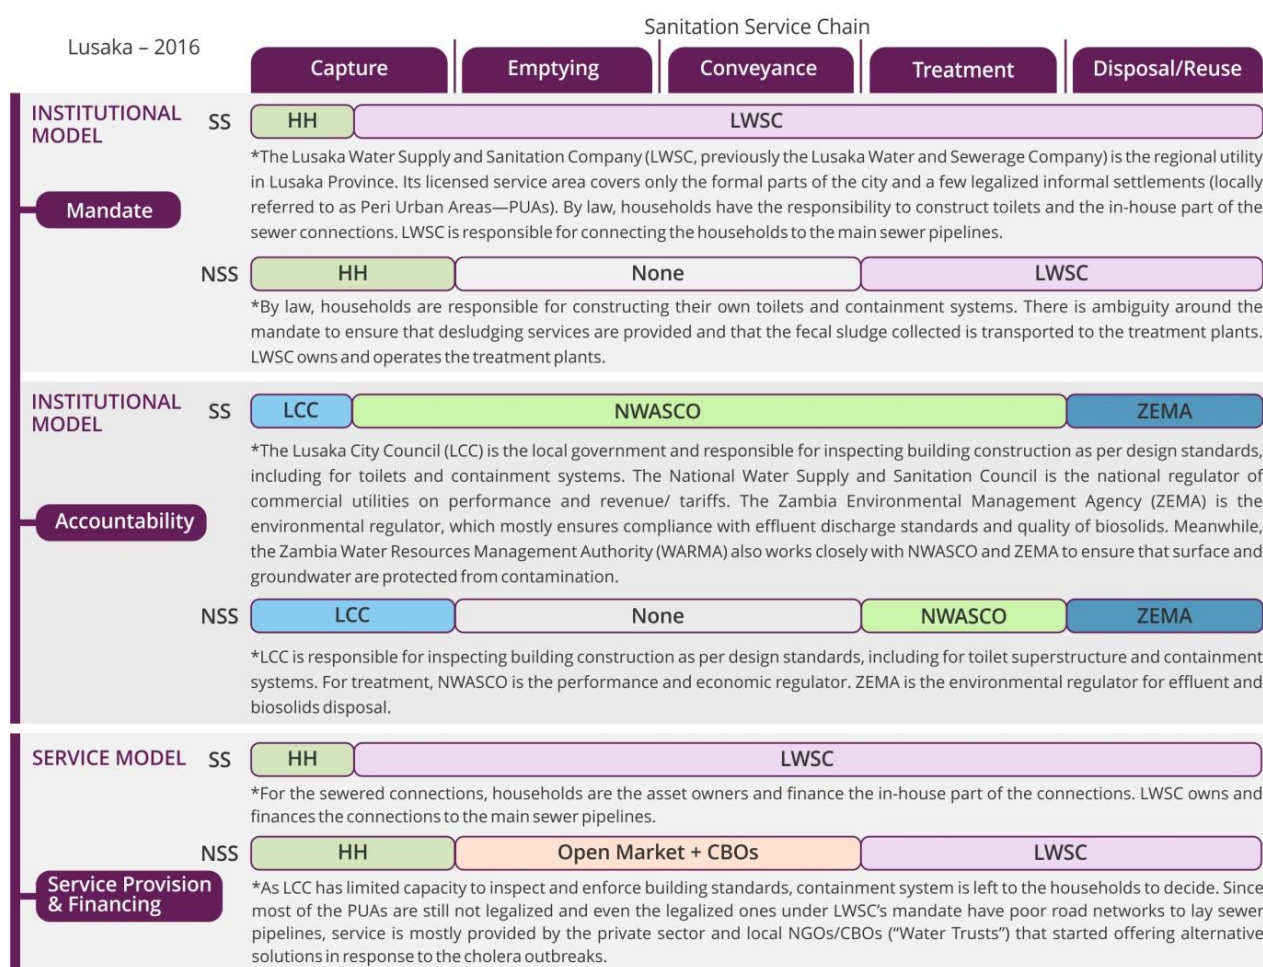 Sanitation Service Chain
Lusaka – 2016
Capture
Emptying
Conveyance
Treatment
Disposal/Reuse
INSTITUTIONAL
MODEL
Mandate
SS
HH
LWSC
*The Lusaka Water Supply and Sanitation Company (LWSC, previously the Lusaka Water and Sewerage Company) is the regional utility
in Lusaka Province. Its licensed service area covers only the formal parts of the city and a few legalized informal settlements (locally
referred to as Peri Urban Areas—PUAs). By law, households have the responsibility to construct toilets and the in-house part of the
sewer connections. LWSC is responsible for connecting the households to the main sewer pipelines.
NSS
HH
None
LWSC
*By law, households are responsible for constructing their own toilets and containment systems. There is ambiguity around the
mandate to ensure that desludging services are provided and that the fecal sludge collected is transported to the treatment plants.
LWSC owns and operates the treatment plants.
INSTITUTIONAL
MODEL
Accountability
SS
LCC
NWASCO
ZEMA
*The Lusaka City Council (LCC) is the local government and responsible for inspecting building construction as per design standards,
including for toilets and containment systems. The National Water Supply and Sanitation Council is the national regulator of
commercial utilities on performance and revenue/ tariffs. The Zambia Environmental Management Agency (ZEMA) is the
environmental regulator, which mostly ensures compliance with effluent discharge standards and quality of biosolids. Meanwhile,
the Zambia Water Resources Management Authority (WARMA) also works closely with NWASCO and ZEMA to ensure that surface and
groundwater are protected from contamination.
NSS
LCC
None
NWASCO
ZEMA
*LCC is responsible for inspecting building construction as per design standards, including for toilet superstructure and containment
systems. For treatment, NWASCO is the performance and economic regulator. ZEMA is the environmental regulator for effluent and
biosolids disposal.
SERVICE MODEL
SS
HH
LWSC
*For the sewered connections, households are the asset owners and finance the in-house part of the connections. LWSC owns and
finances the connections to the main sewer pipelines.
NSS
HH
Open Market + CBOs
LWSC
Service Provision
& Financing
*As LCC has limited capacity to inspect and enforce building standards, containment system is left to the households to decide. Since
most of the PUAs are still not legalized and even the legalized ones under LWSC's mandate have poor road networks to lay sewer
pipelines, service is mostly provided by the private sector and local NGOs/CBOs (“Water Trusts”) that started offering alternative
solutions in response to the cholera outbreaks.